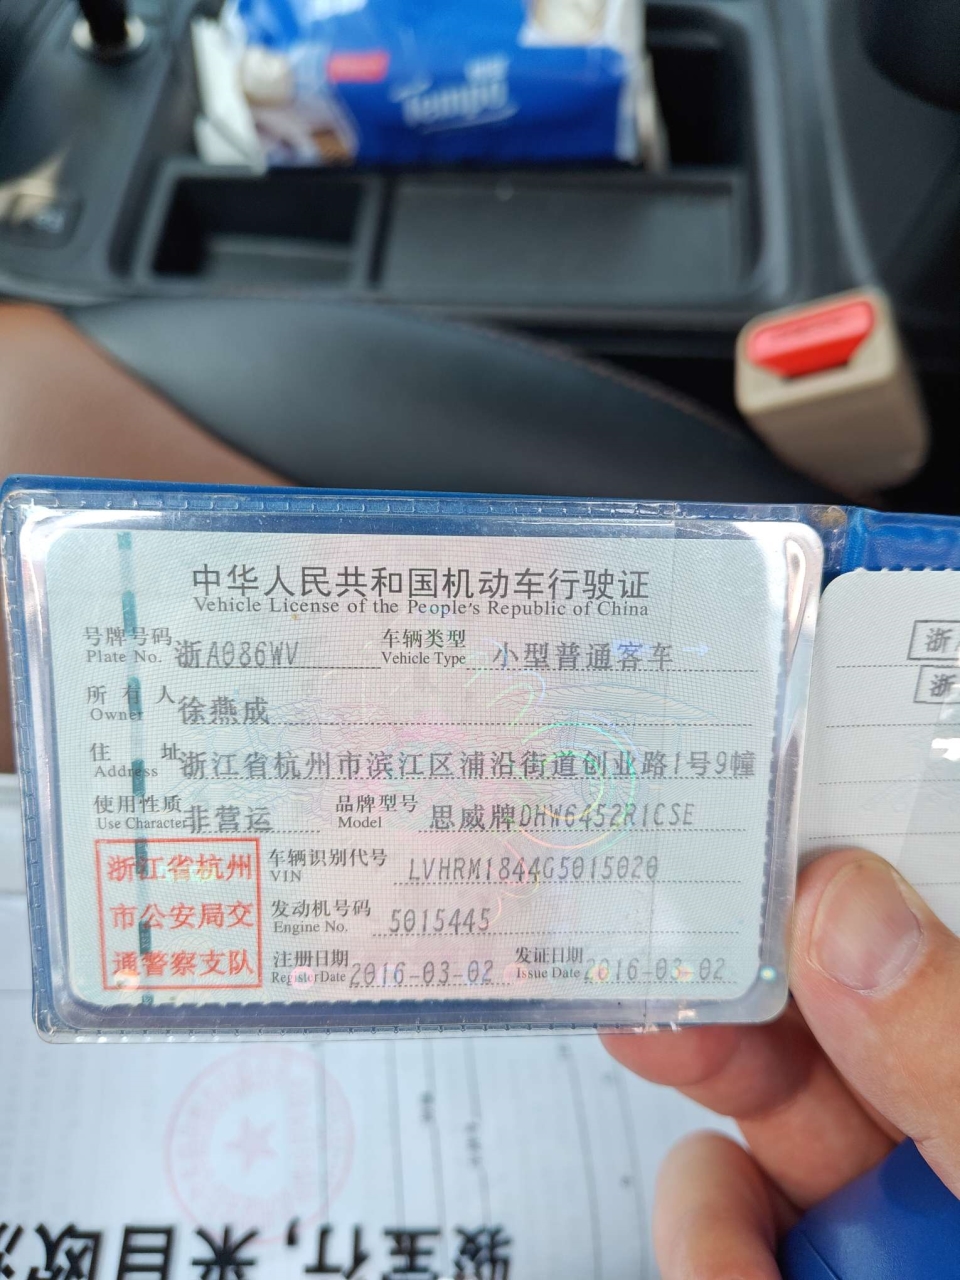 Tempo
中华人民共和国机动车行驶证
Vehicle License of the People's Republic of China
号牌号码 浙A086WV 车辆类型 小型普通客车
Plate No. Vehicle Type
所有人 徐燕成
Owner
住址 浙江省杭州市滨江区浦沿街道创业路1号9幢
Address
使用性质 非营运 品牌型号 思威牌DHW6452R1CSE
Use Character Model
浙江省杭州
市公安局交
通警察支队
车辆识别代号 LVHRM1844G5015020
VIN
发动机号码 5015445
Engine No.
注册日期 2016-03-02 发证日期 2016-03-02
Register Date Issue Date
浙
浙